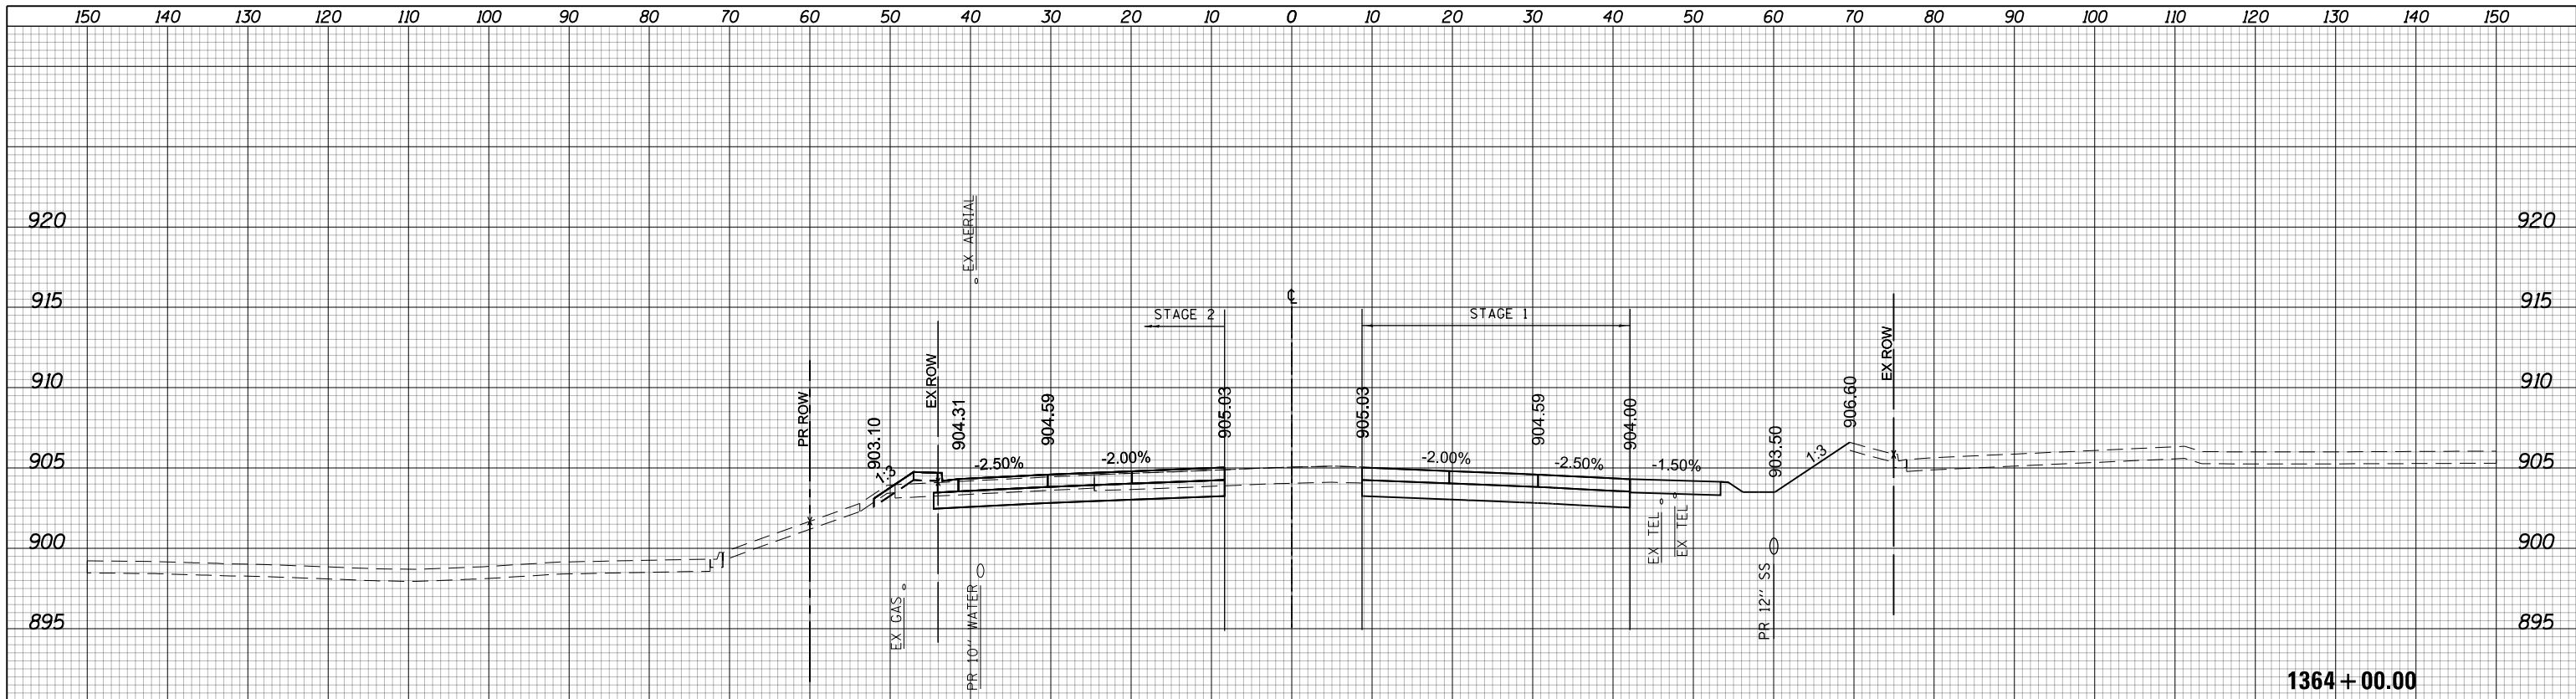 150 140 130 120 110 100 90 80 70 60 50 40 30 20 10 0 10 20 30 40 50 60 70 80 90 100 110 120 130 140 150
920 EX AERIAL 920
915 ℄ 915
STAGE 2 STAGE 1
910 910
PR ROW 903.10 EX ROW 904.31 904.59 905.03 905.03 904.59 904.00 903.50 906.60 EX ROW
905 1:3 -2.50% -2.00% -2.00% -2.50% -1.50% 1:3 905
900 EX TEL EX TEL 900
895 EX GAS PR 10'' WATER PR 12'' SS 895
1364+00.00